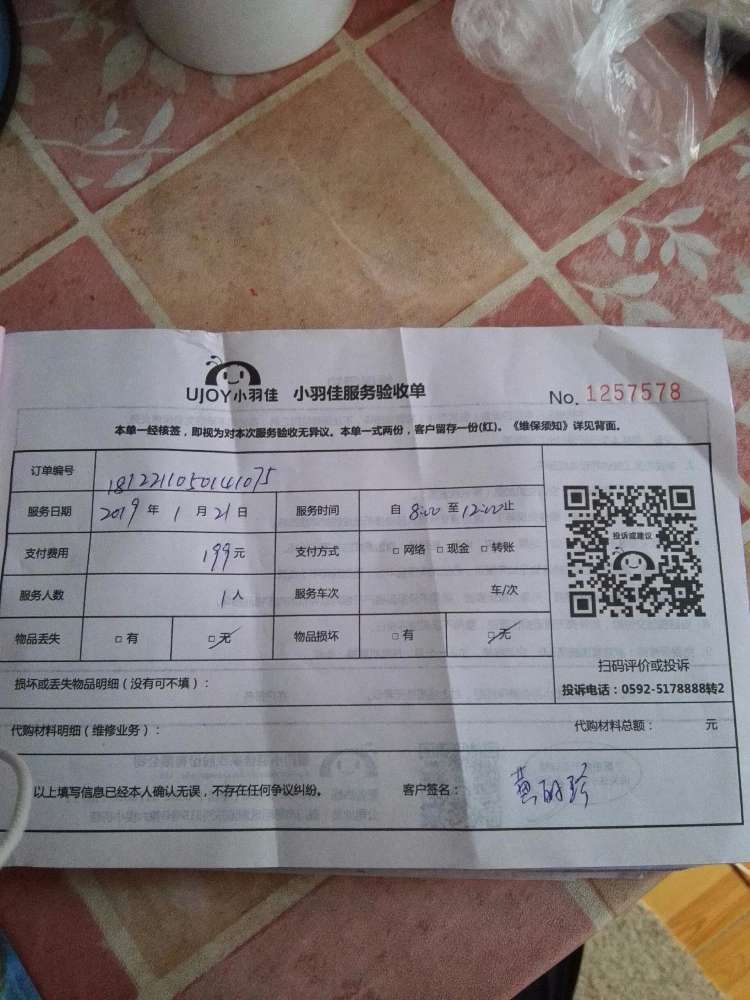 UJOY小羽佳 小羽佳服务验收单 No. 1257578
本单一经核签，即视为对本次服务验收无异议。本单一式两份，客户留存一份(红)。《维保须知》详见背面。
订单编号 1812211050141075
服务日期 2019 年 1 月 21 日 服务时间 自 8:00 至 12:00止
支付费用 199元 支付方式 □ 网络 □ 现金 □ 转账
服务人数 1人 服务车次 车/次
物品丢失 □ 有 □ 无 物品损坏 □ 有 □ 无
投诉或建议
扫码评价或投诉
投诉电话：0592-5178888转2
损坏或丢失物品明细（没有可不填）：
代购材料明细（维修业务）： 代购材料总额： 元
以上填写信息已经本人确认无误，不存在任何争议纠纷。 客户签名：